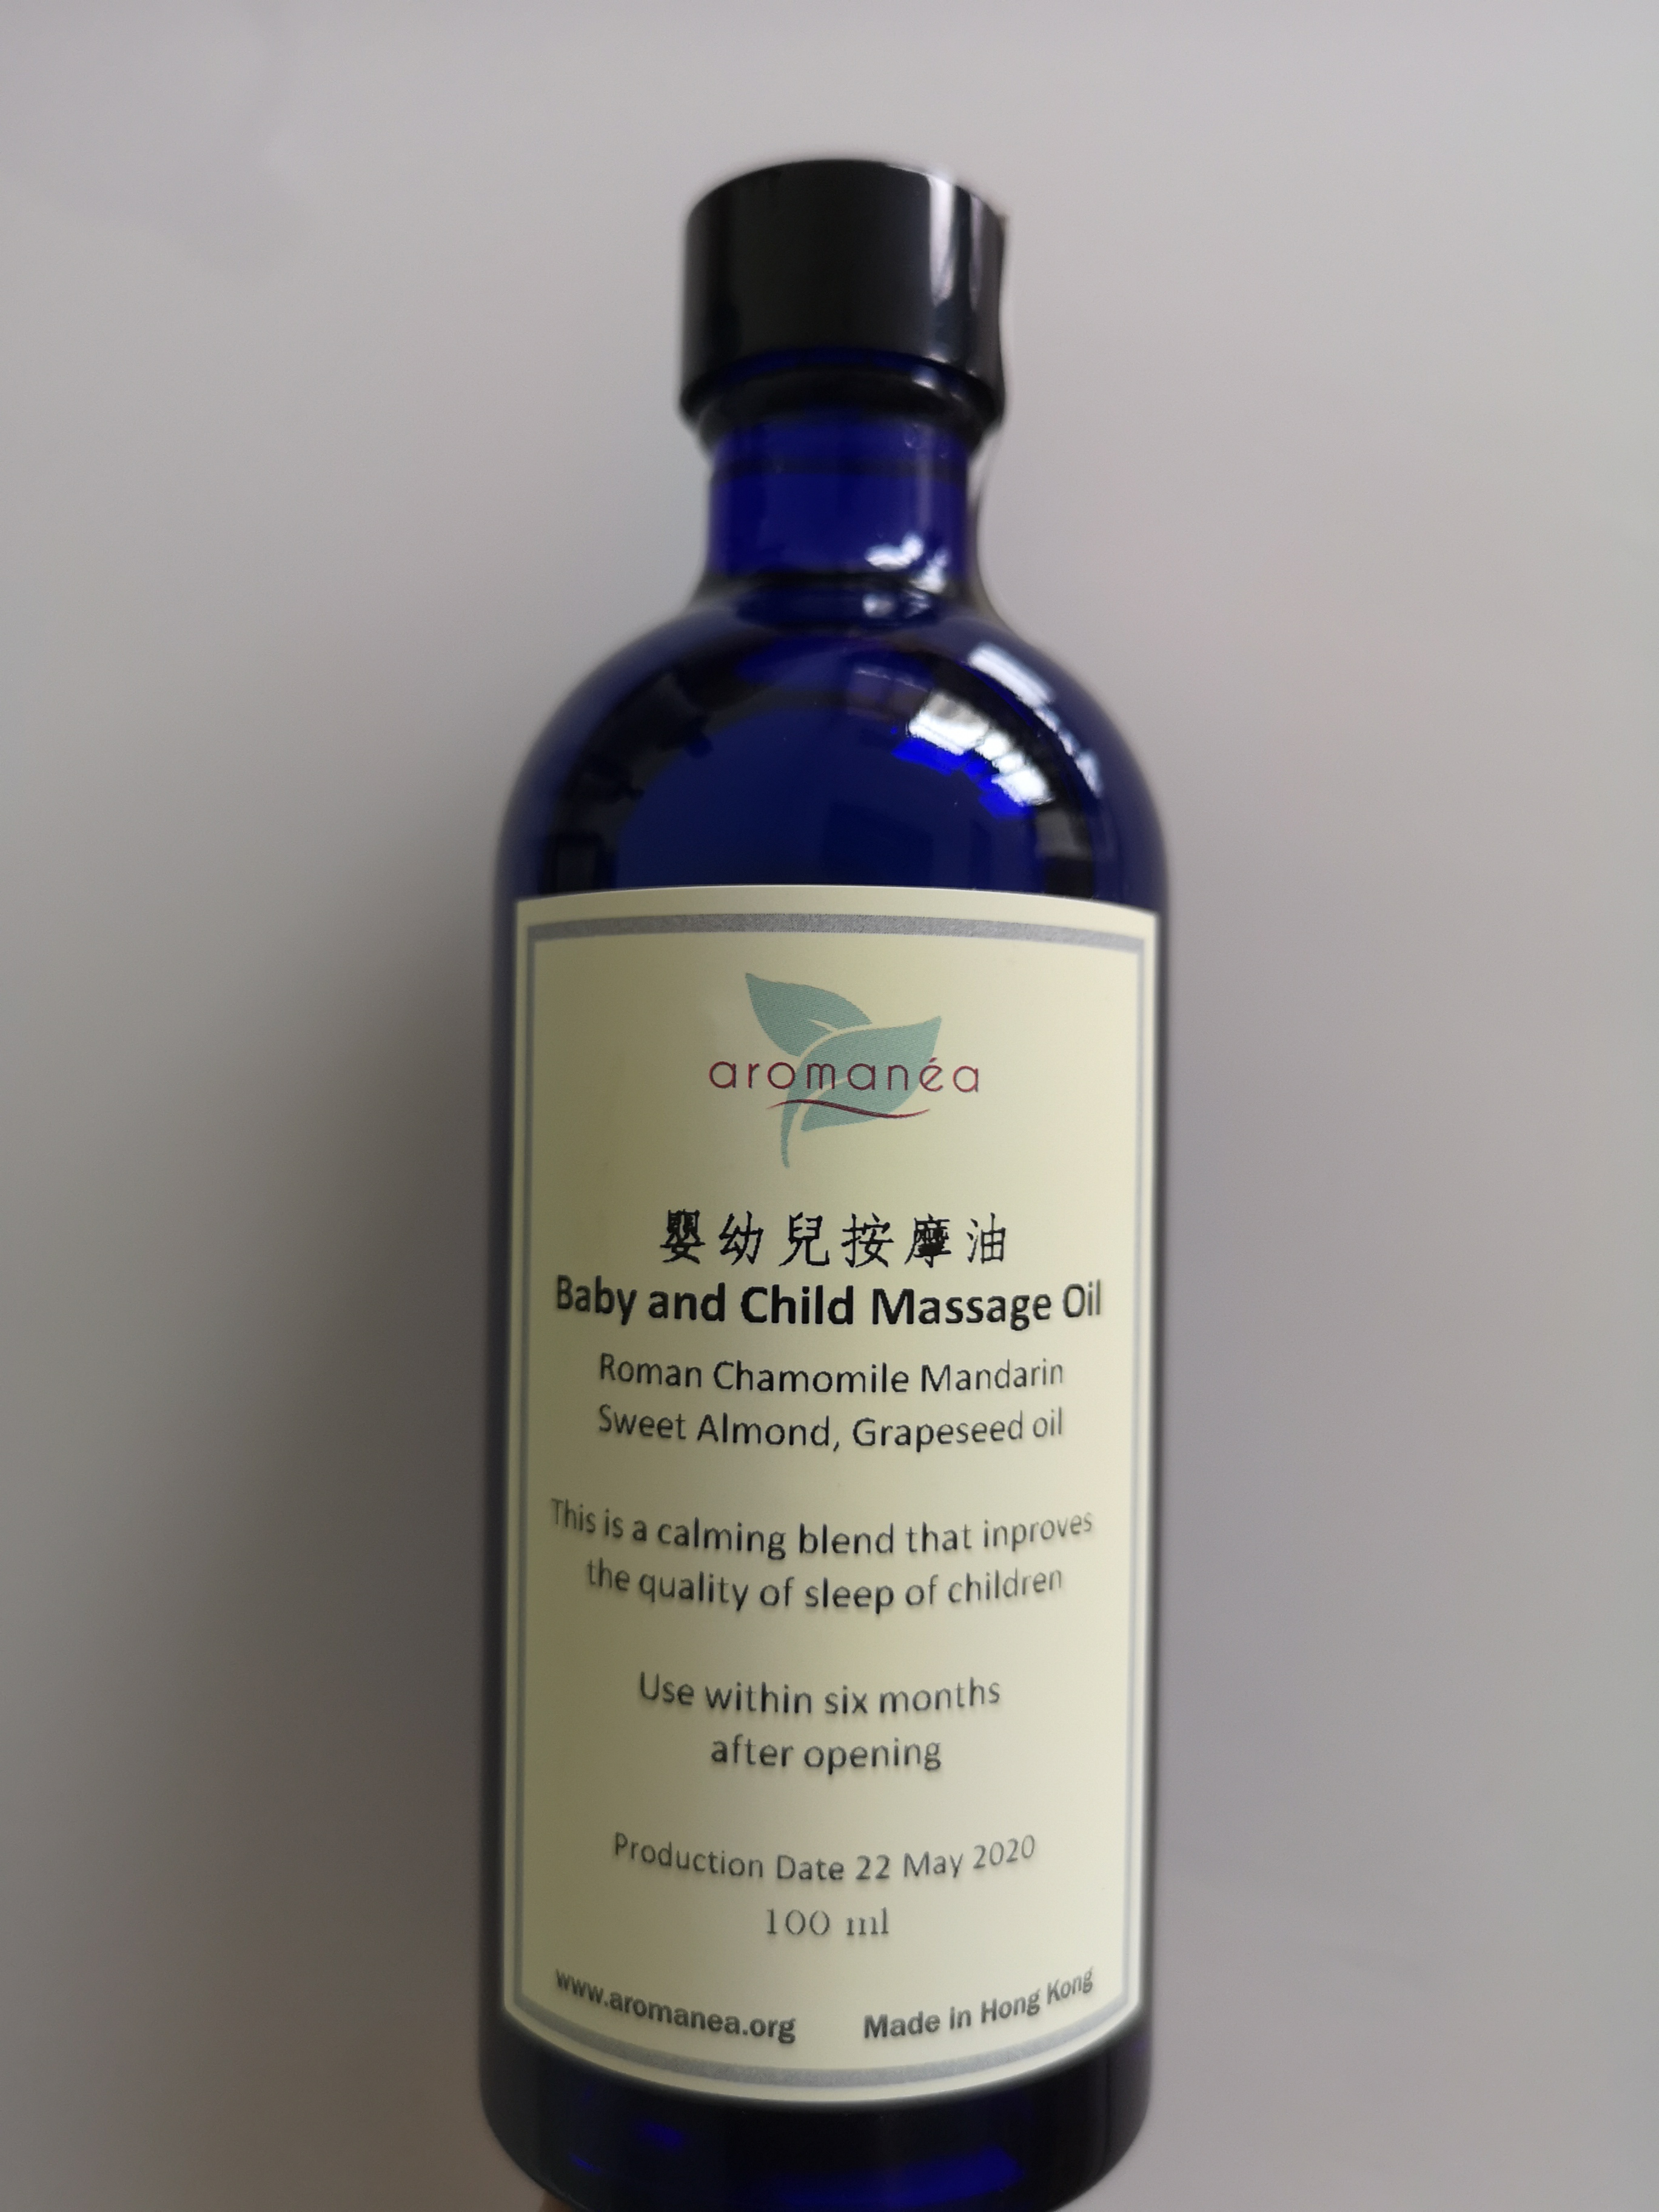 aromanéa
嬰幼兒按摩油
Baby and Child Massage Oil
Roman Chamomile Mandarin
Sweet Almond, Grapeseed oil
This is a calming blend that inproves
the quality of sleep of children
Use within six months
after opening
Production Date 22 May 2020
100 ml
www.aromanea.org Made in Hong Kong